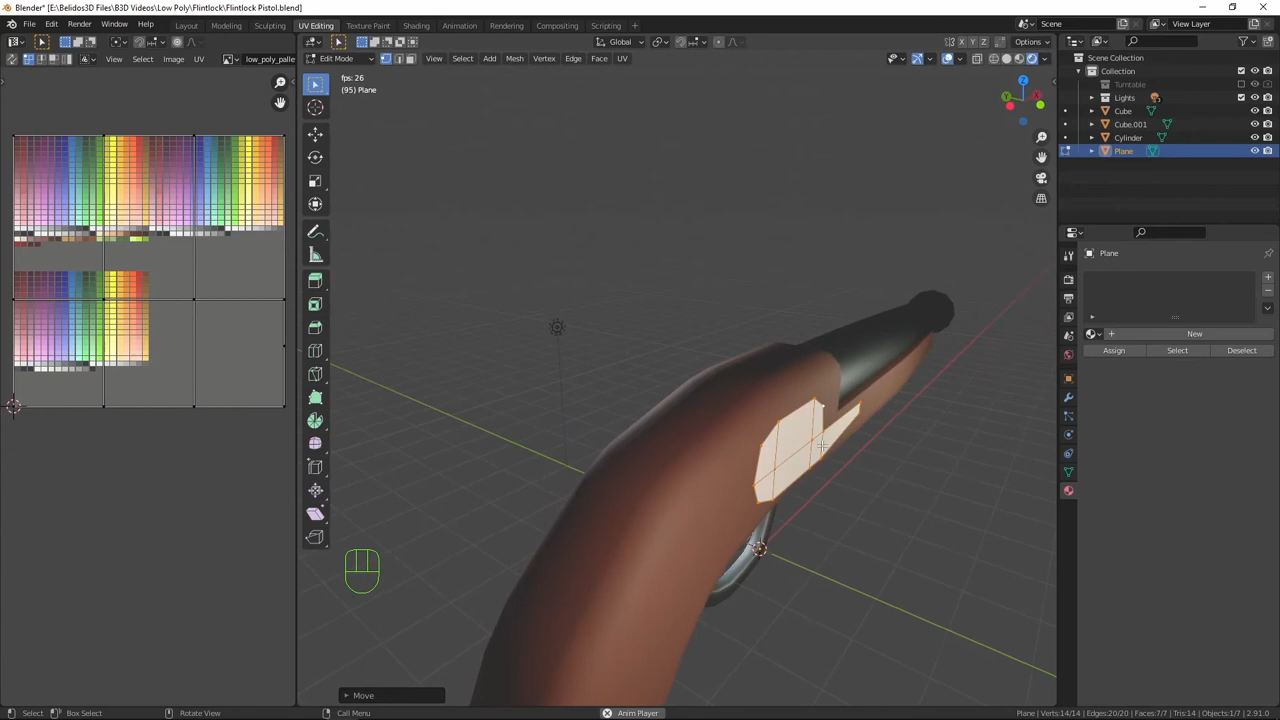 Blender* [E:\Belidos3D Files\B3D Videos\Low Poly\Flintlock\Flintlock Pistol.blend]
File Edit Render Window Help Layout Modeling Sculpting UV Editing Texture Paint Shading Animation Rendering Compositing Scripting + Scene View Layer
Global Options
View Select Image UV low_poly_palle
Edit Mode View Select Add Mesh Vertex Edge Face UV
X Y Z
fps: 26
(95) Plane
Scene Collection
Collection
Turntable
Lights
Cube
Cube.001
Cylinder
Plane
Plane
New
Assign Select Deselect
Move
Select Box Select Rotate View Call Menu Anim Player Plane | Verts:14/14 | Edges:20/20 | Faces:7/7 | Tris:14 | Objects:1/7 | 2.91.0